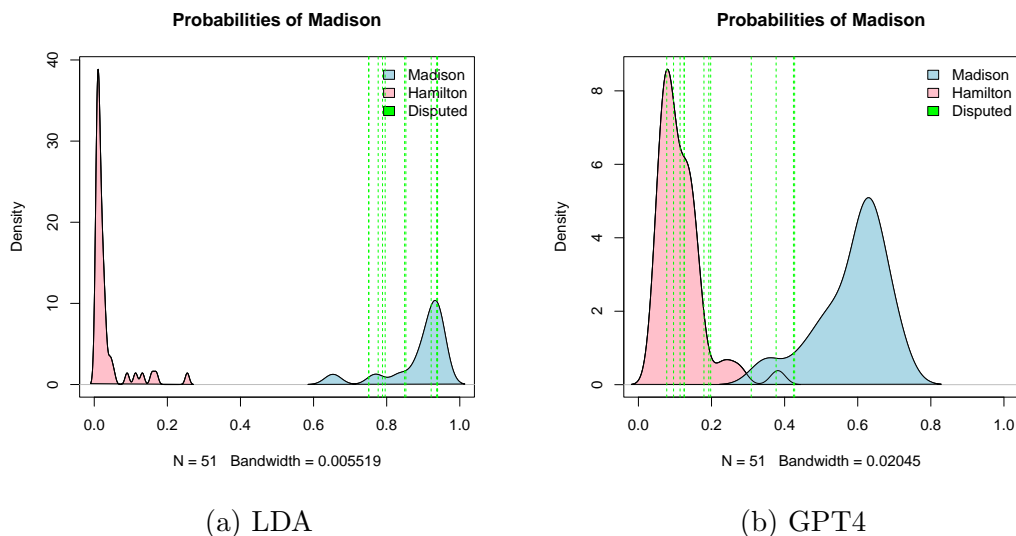 Probabilities of Madison
Density
0
10
20
30
40
0.0 0.2 0.4 0.6 0.8 1.0
Madison
Hamilton
Disputed
N = 51 Bandwidth = 0.005519
(a) LDA
Probabilities of Madison
Density
0
2
4
6
8
0.0 0.2 0.4 0.6 0.8 1.0
Madison
Hamilton
Disputed
N = 51 Bandwidth = 0.02045
(b) GPT4